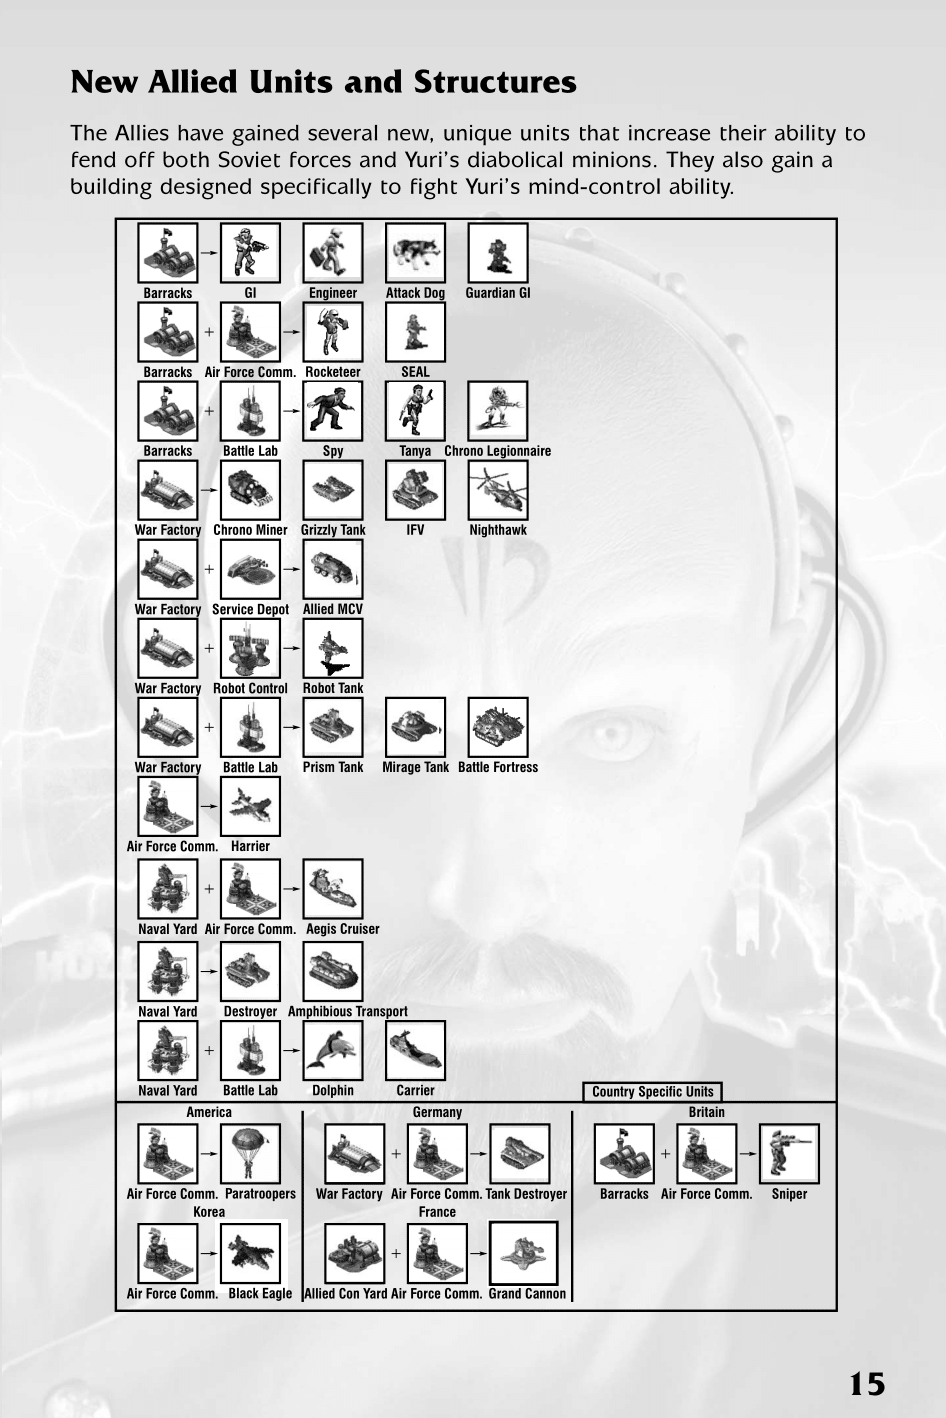 New Allied Units and Structures
The Allies have gained several new, unique units that increase their ability to
fend off both Soviet forces and Yuri's diabolical minions. They also gain a
building designed specifically to fight Yuri's mind-control ability.
→
Barracks GI Engineer Attack Dog Guardian GI
+ →
Barracks Air Force Comm. Rocketeer SEAL
+ →
Barracks Battle Lab Spy Tanya Chrono Legionnaire
→
War Factory Chrono Miner Grizzly Tank IFV Nighthawk
+ →
War Factory Service Depot Allied MCV
+ →
War Factory Robot Control Robot Tank
+ →
War Factory Battle Lab Prism Tank Mirage Tank Battle Fortress
→
Air Force Comm. Harrier
+ →
Naval Yard Air Force Comm. Aegis Cruiser
→
Naval Yard Destroyer Amphibious Transport
+ →
Naval Yard Battle Lab Dolphin Carrier
Country Specific Units
America
→
Air Force Comm. Paratroopers
Korea
→
Air Force Comm. Black Eagle
Germany
+ →
War Factory Air Force Comm. Tank Destroyer
France
+ →
Allied Con Yard Air Force Comm. Grand Cannon
Britain
+ →
Barracks Air Force Comm. Sniper
15